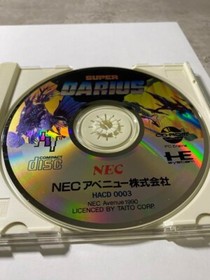 SUPER
DARIUS
disc
NEC
NECアベニュー株式会社
HACD 0003
NEC Avenue 1990
LICENCED BY TAITO CORP.